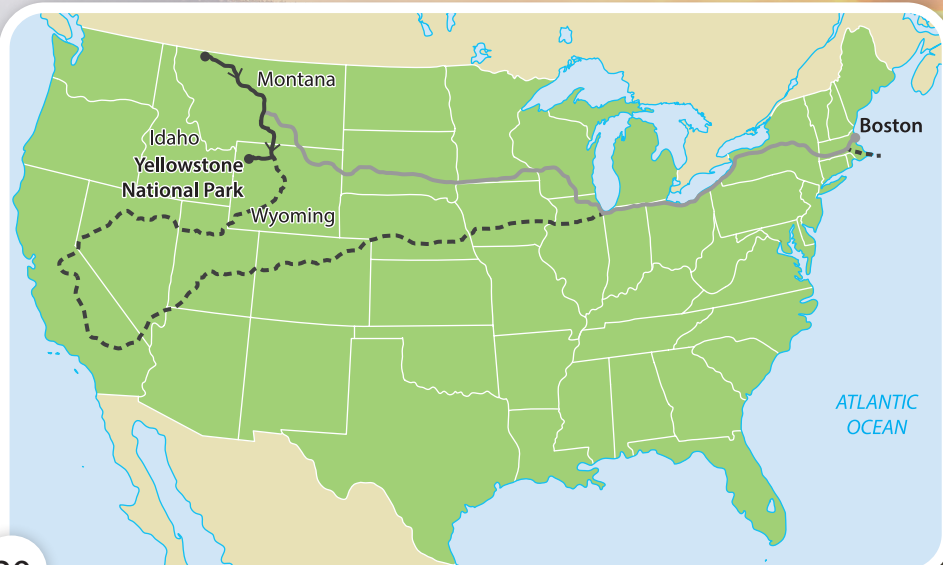 Montana
Boston
Idaho
Yellowstone
National Park
Wyoming
ATLANTIC
OCEAN